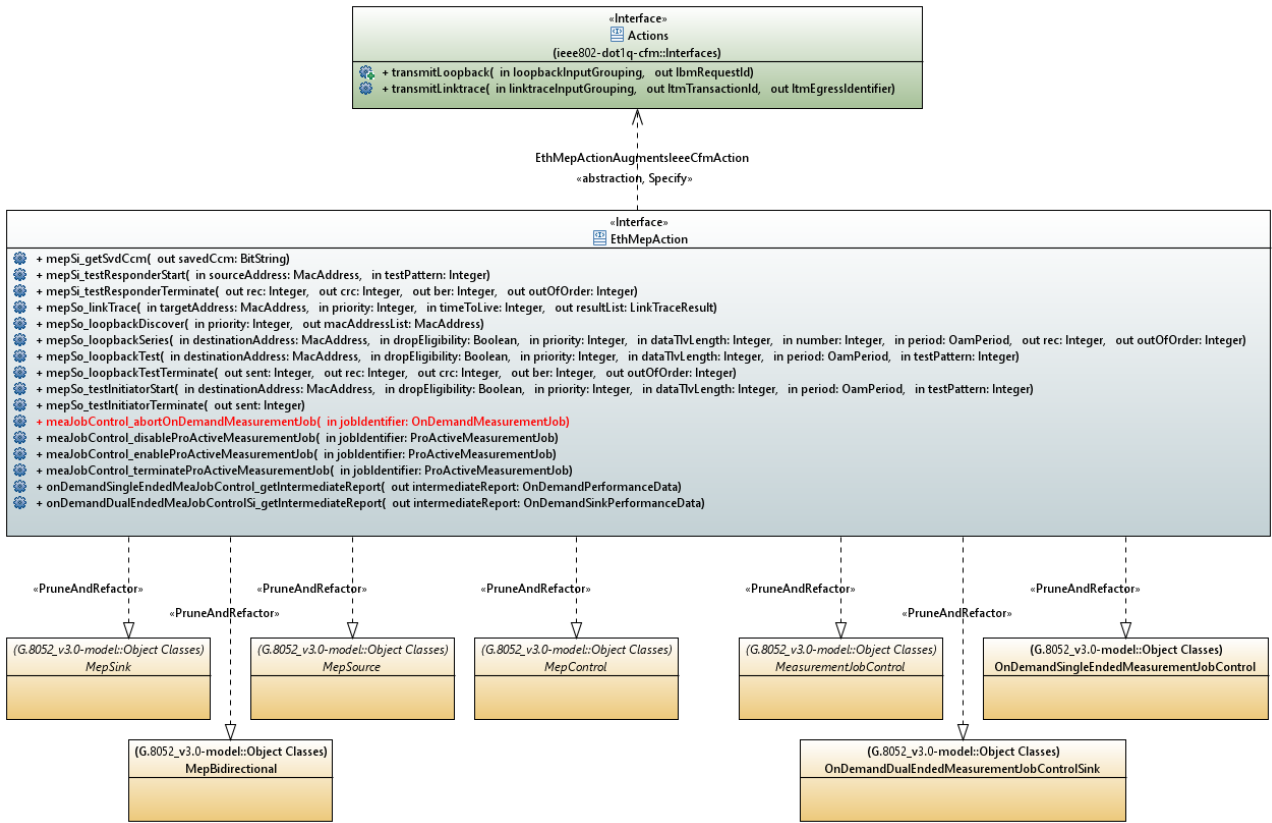 «Interface»
Actions
(ieee802-dot1q-cfm::Interfaces)
+ transmitLoopback( in loopbackInputGrouping, out lbmRequestId)
+ transmitLinktrace( in linktraceInputGrouping, out ltmTransactionId, out ltmEgressIdentifier)
EthMepActionAugmentsIeeeCfmAction
«abstraction, Specify»
«Interface»
EthMepAction
+ mepSi_getSvdCcm( out savedCcm: BitString)
+ mepSi_testResponderStart( in sourceAddress: MacAddress, in testPattern: Integer)
+ mepSi_testResponderTerminate( out rec: Integer, out crc: Integer, out ber: Integer, out outOfOrder: Integer)
+ mepSo_linkTrace( in targetAddress: MacAddress, in priority: Integer, in timeToLive: Integer, out resultList: LinkTraceResult)
+ mepSo_loopbackDiscover( in priority: Integer, out macAddressList: MacAddress)
+ mepSo_loopbackSeries( in destinationAddress: MacAddress, in dropEligibility: Boolean, in priority: Integer, in dataTlvLength: Integer, in number: Integer, in period: OamPeriod, out rec: Integer, out outOfOrder: Integer)
+ mepSo_loopbackTest( in destinationAddress: MacAddress, in dropEligibility: Boolean, in priority: Integer, in dataTlvLength: Integer, in period: OamPeriod, in testPattern: Integer)
+ mepSo_loopbackTestTerminate( out sent: Integer, out rec: Integer, out crc: Integer, out ber: Integer, out outOfOrder: Integer)
+ mepSo_testInitiatorStart( in destinationAddress: MacAddress, in dropEligibility: Boolean, in priority: Integer, in dataTlvLength: Integer, in period: OamPeriod, in testPattern: Integer)
+ mepSo_testInitiatorTerminate( out sent: Integer)
+ meaJobControl_abortOnDemandMeasurementJob( in jobIdentifier: OnDemandMeasurementJob)
+ meaJobControl_disableProActiveMeasurementJob( in jobIdentifier: ProActiveMeasurementJob)
+ meaJobControl_enableProActiveMeasurementJob( in jobIdentifier: ProActiveMeasurementJob)
+ meaJobControl_terminateProActiveMeasurementJob( in jobIdentifier: ProActiveMeasurementJob)
+ onDemandSingleEndedMeaJobControl_getIntermediateReport( out intermediateReport: OnDemandPerformanceData)
+ onDemandDualEndedMeaJobControlSi_getIntermediateReport( out intermediateReport: OnDemandSinkPerformanceData)
«PruneAndRefactor» «PruneAndRefactor» «PruneAndRefactor» «PruneAndRefactor» «PruneAndRefactor»
«PruneAndRefactor» «PruneAndRefactor»
(G.8052_v3.0-model::Object Classes)
MepSink
(G.8052_v3.0-model::Object Classes)
MepSource
(G.8052_v3.0-model::Object Classes)
MepControl
(G.8052_v3.0-model::Object Classes)
MeasurementJobControl
(G.8052_v3.0-model::Object Classes)
OnDemandSingleEndedMeasurementJobControl
(G.8052_v3.0-model::Object Classes)
MepBidirectional
(G.8052_v3.0-model::Object Classes)
OnDemandDualEndedMeasurementJobControlSink